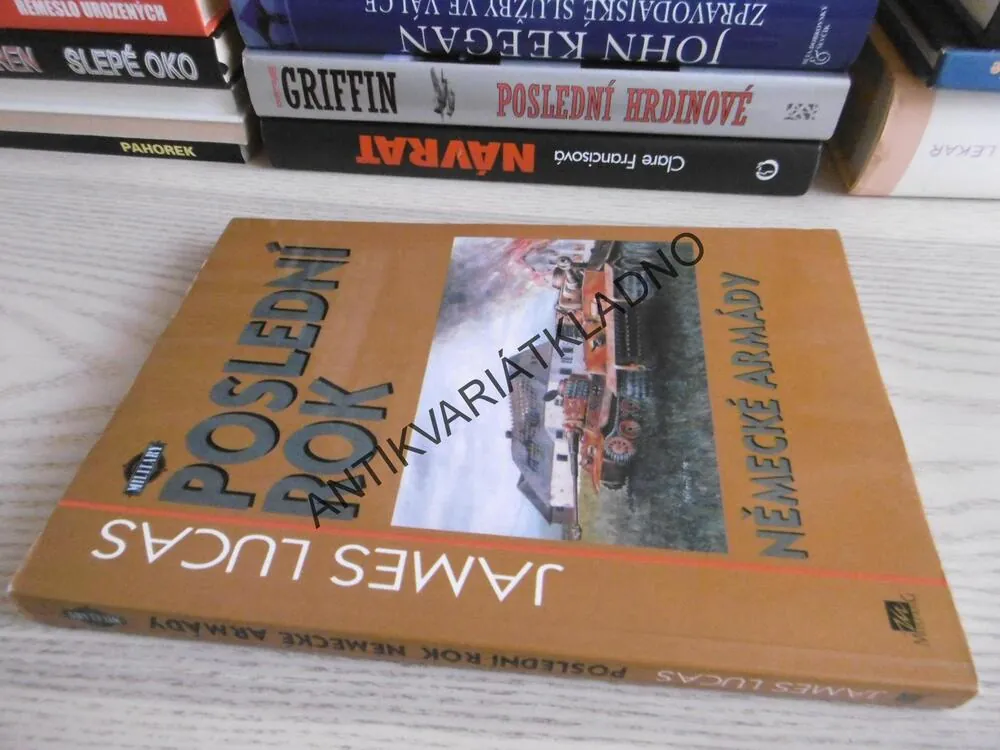 ŘEMESLO UROZENÝCH
SLEPÉ OKO
PAHOREK
ZPRAVODAJSKÉ SLUŽBY VE VÁLCE
JOHN KEEGAN
GRIFFIN
POSLEDNÍ HRDINOVÉ
Clare Francisová
NÁVRAT
LÉKAŘ
JAMES LUCAS
MILITARY
POSLEDNÍ
ROK
NĚMECKÉ ARMÁDY
ANTIKVARIÁTKLADNO
JAMES LUCAS
POSLEDNÍ ROK NĚMECKÉ ARMÁDY
MILITARY